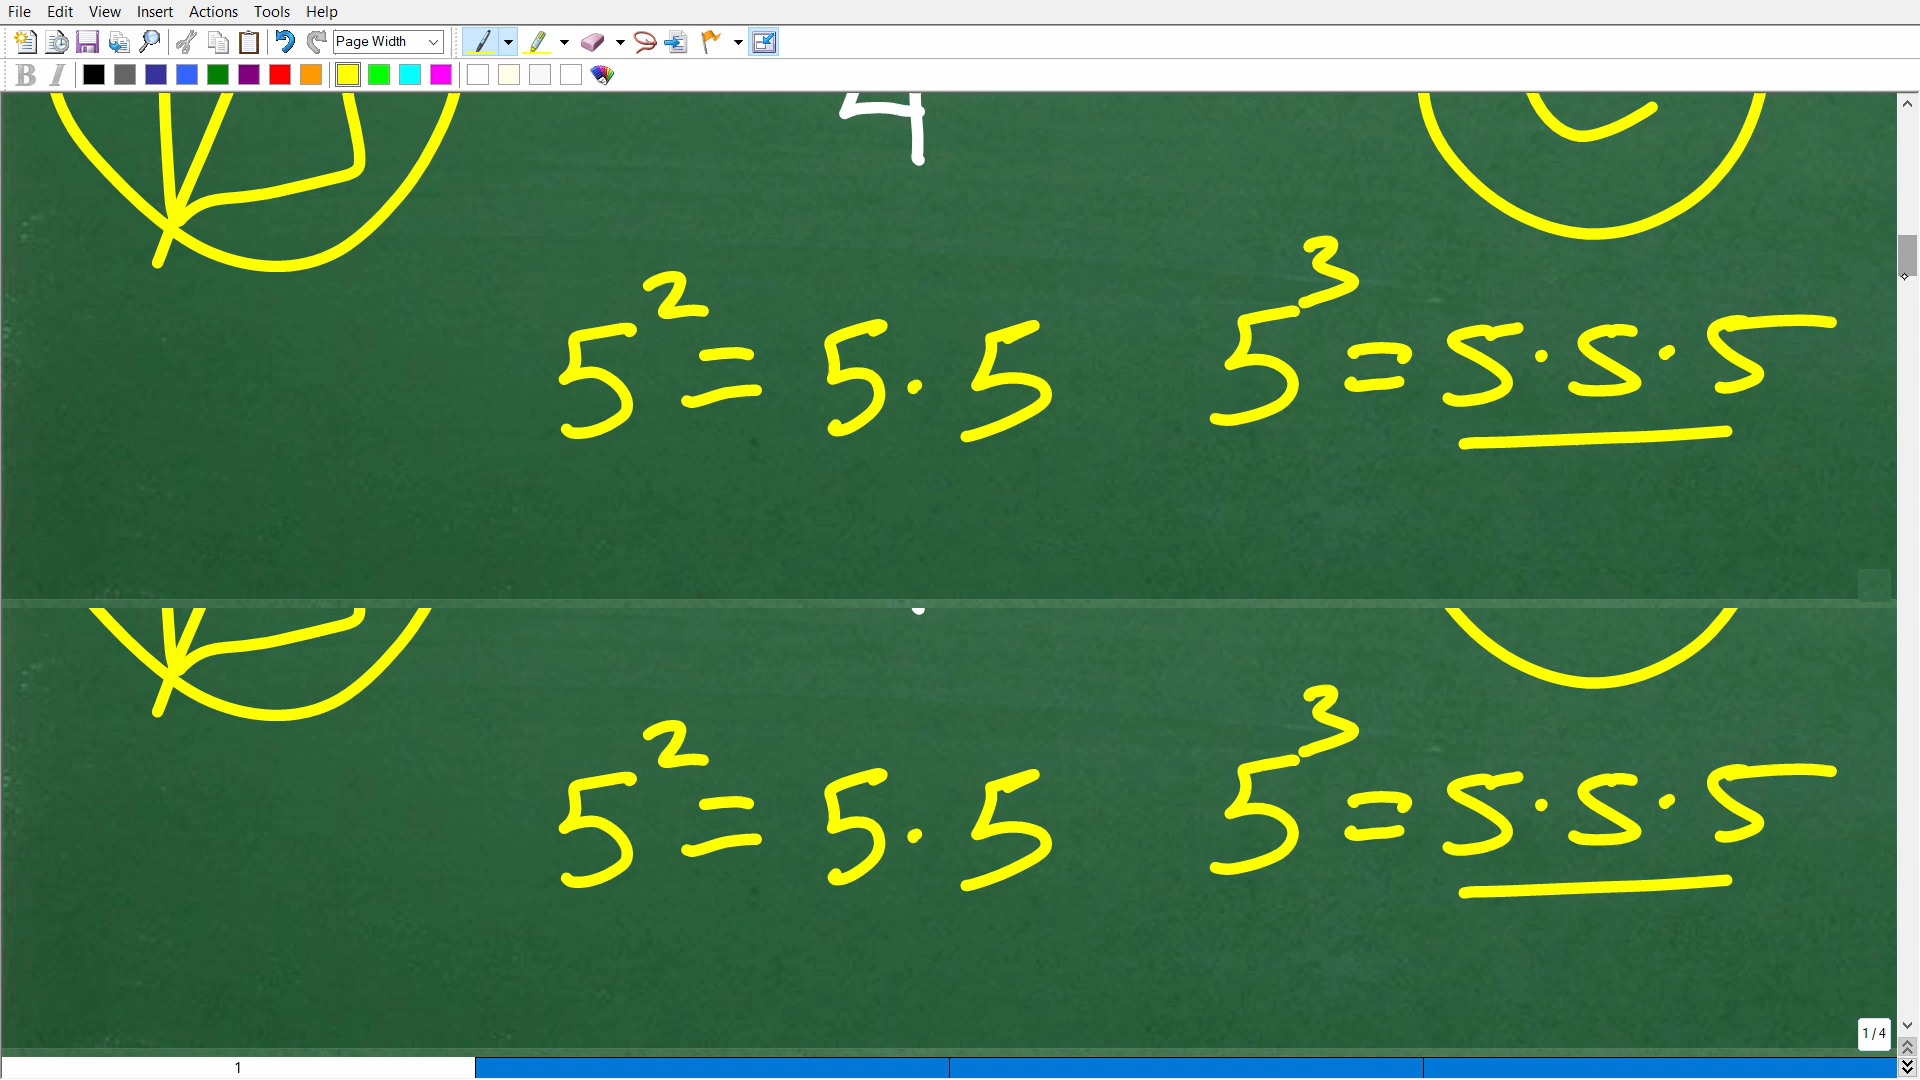 File Edit View Insert Actions Tools Help
Page Width
B I
4
5² = 5 · 5 5³ = 5 · 5 · 5
5² = 5 · 5 5³ = 5 · 5 · 5
1 / 4
1